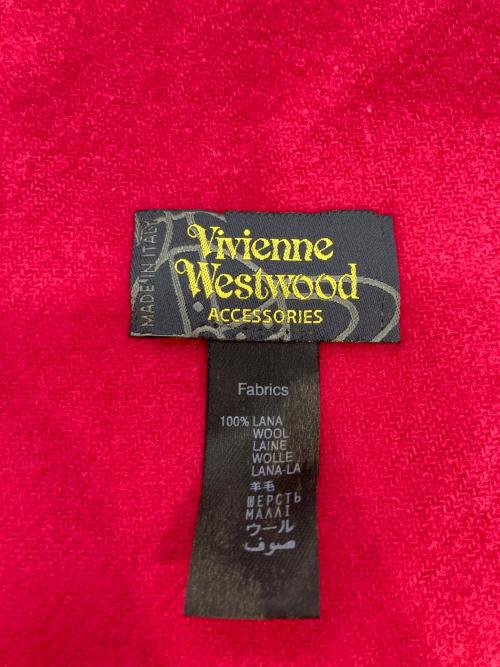 MADE IN ITALY
Vivienne
Westwood
ACCESSORIES
Fabrics
100% LANA
WOOL
LAINE
WOLLE
LANA-LA
羊毛
ШЕРСТЬ
ΜΑΛΛΙ
ウール
صوف